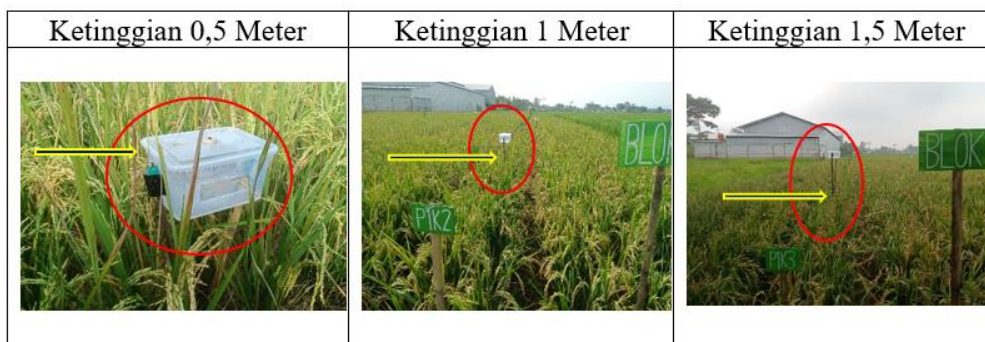 Ketinggian 0,5 Meter
Ketinggian 1 Meter
Ketinggian 1,5 Meter
P1K2
BLOK
P1K3
BLOK